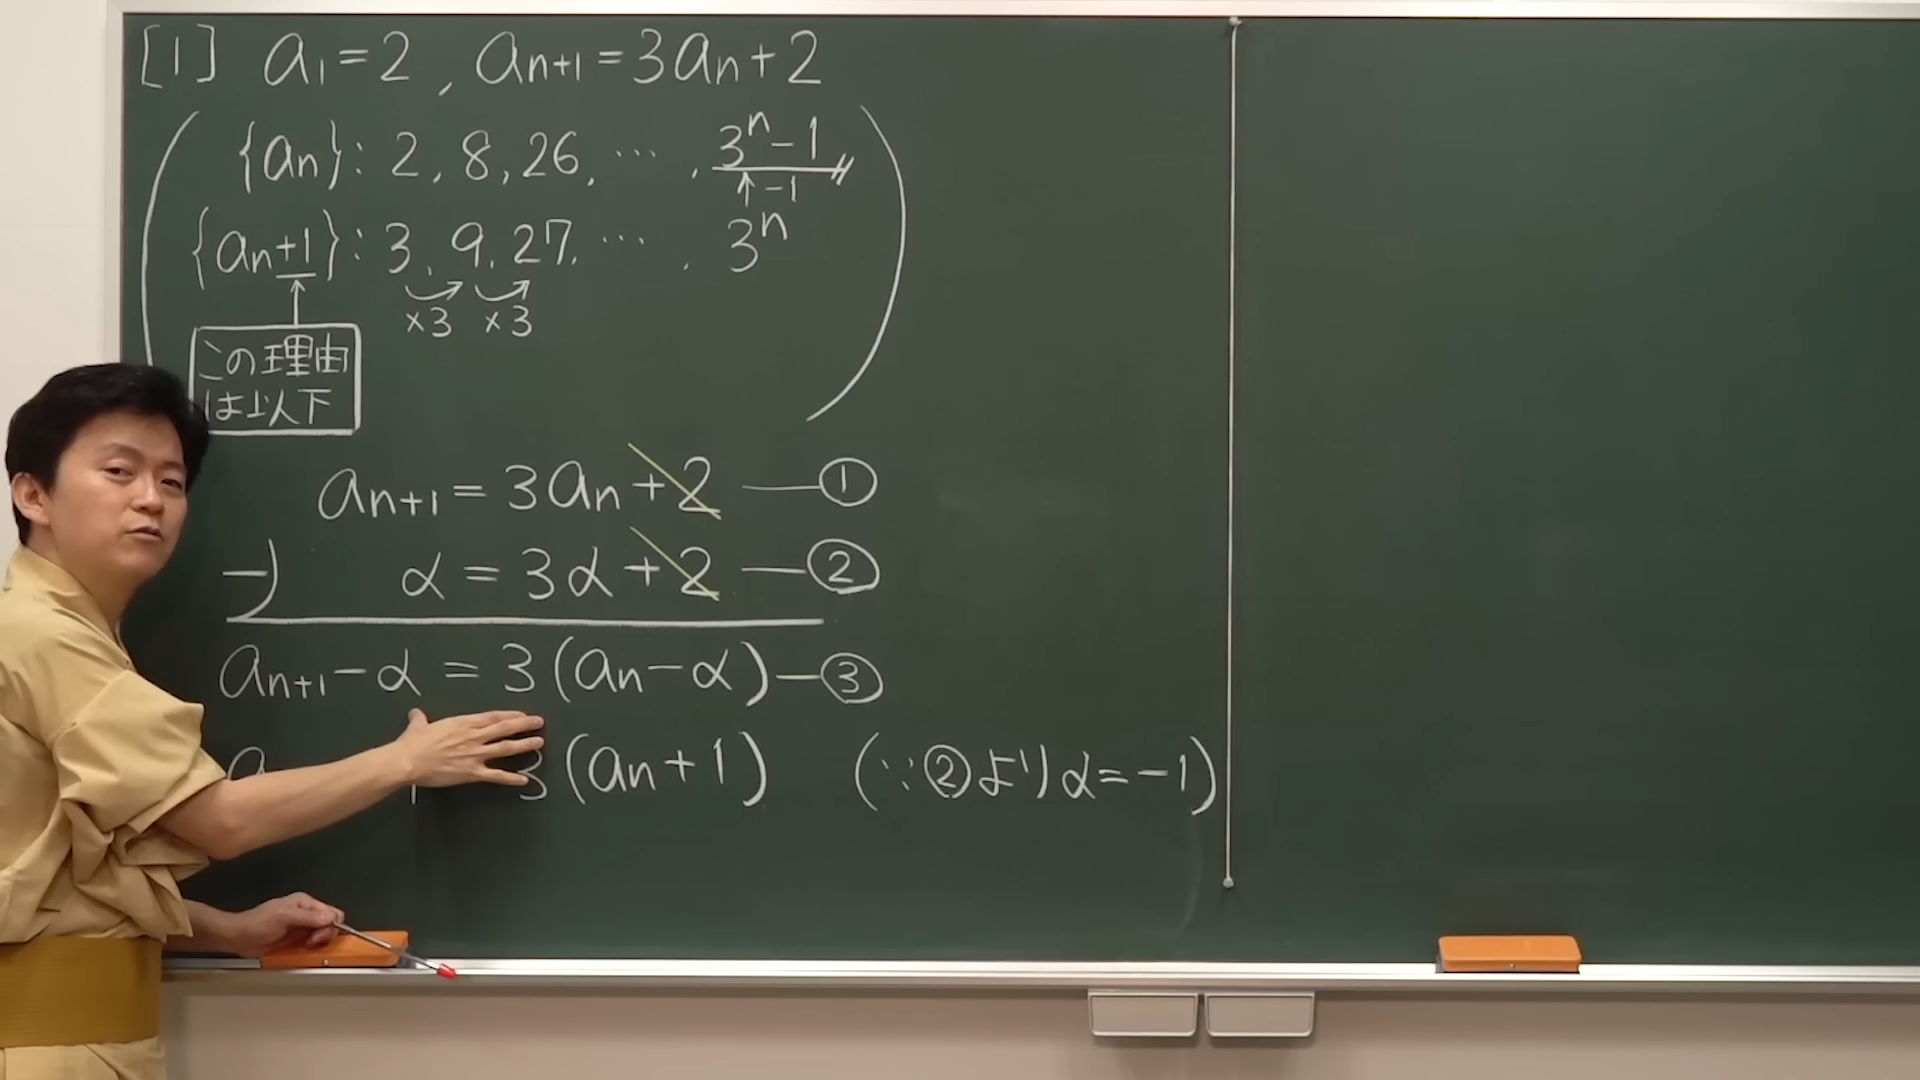 [1] a₁=2, aₙ₊₁=3aₙ+2
{aₙ}: 2, 8, 26, ⋯ , 3ⁿ-1
↑-1
{aₙ+1}: 3, 9, 27, ⋯ , 3ⁿ
×3 ×3
この理由
は以下
aₙ₊₁=3aₙ+2 — ①
-) α=3α+2 — ②
aₙ₊₁-α=3(aₙ-α) — ③
3(aₙ+1) (∵②よりα=-1)